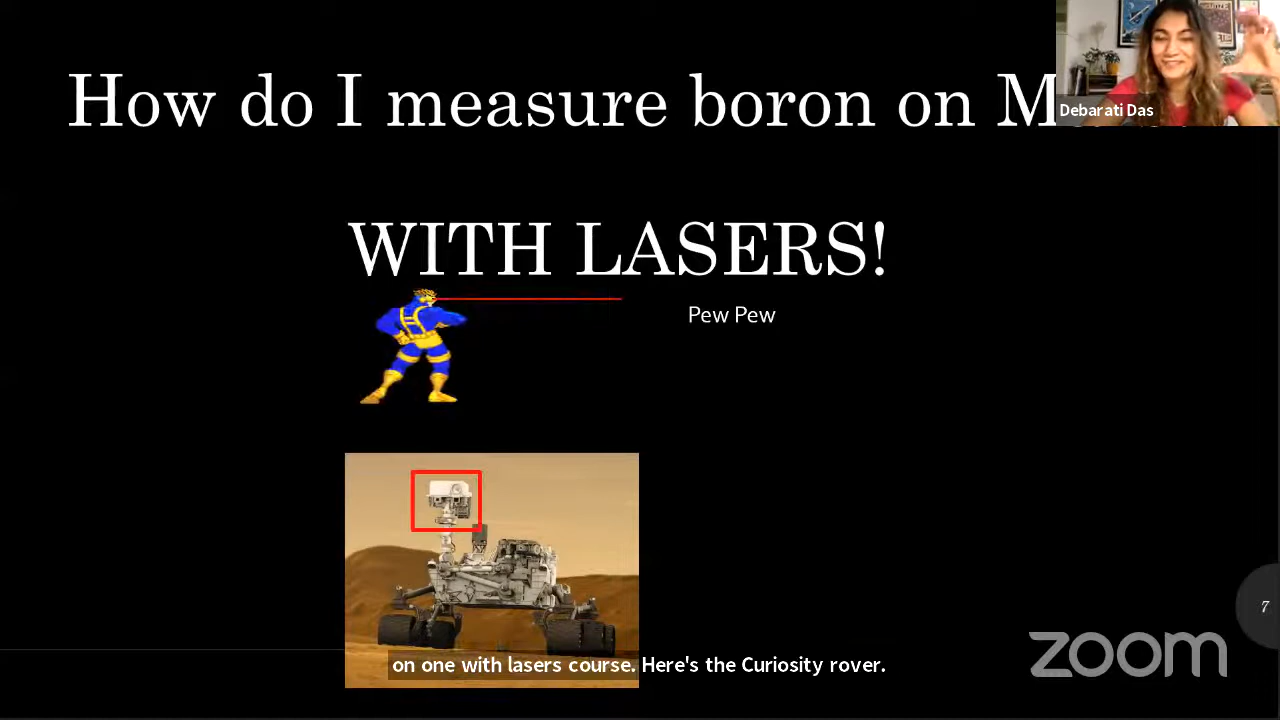 How do I measure boron on M
Debarati Das
WITH LASERS!
Pew Pew
7
zoom
on one with lasers course. Here's the Curiosity rover.